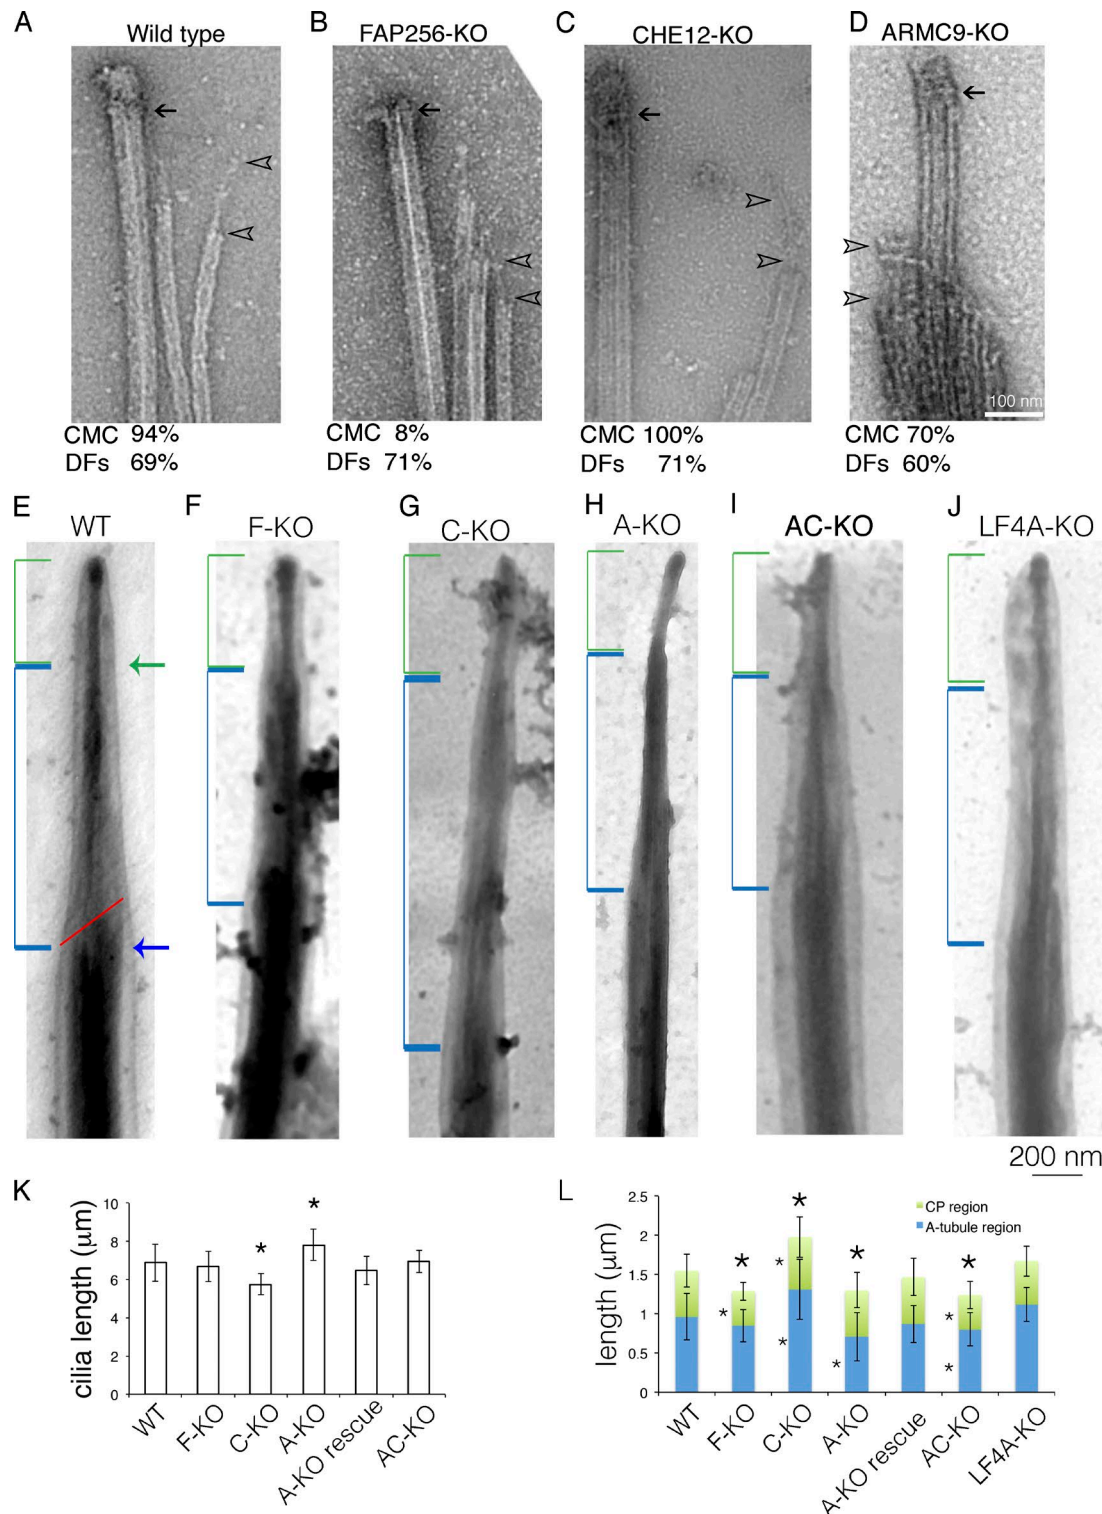 A
Wild type
B
FAP256-KO
C
CHE12-KO
D
ARMC9-KO
100 nm
CMC 94%
DFs 69%
CMC 8%
DFs 71%
CMC 100%
DFs 71%
CMC 70%
DFs 60%
E
WT
F
F-KO
G
C-KO
H
A-KO
I
AC-KO
J
LF4A-KO
200 nm
K
cilia length (µm)
10
8
6
4
2
0
*
*
WT
F-KO
C-KO
A-KO
A-KO rescue
AC-KO
L
length (µm)
2.5
2
1.5
1
0.5
0
CP region
A-tubule region
*
*
*
*
*
*
*
*
*
*
WT
F-KO
C-KO
A-KO
A-KO rescue
AC-KO
LF4A-KO